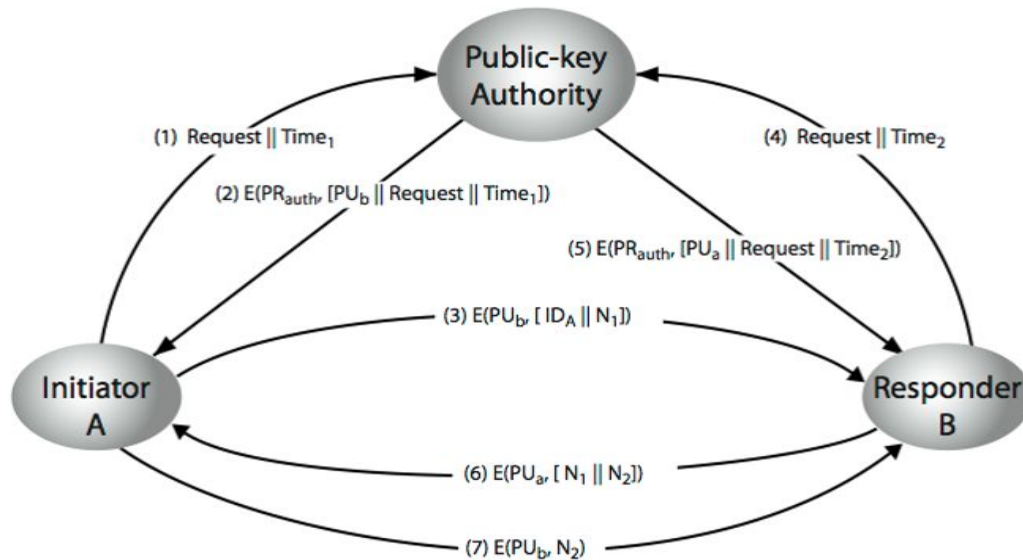 Public-key
Authority
(1) Request || Time₁
(4) Request || Time₂
(2) E(PRauth, [PUb || Request || Time₁])
(5) E(PRauth, [PUa || Request || Time₂])
(3) E(PUb, [ IDA || N₁])
Initiator
A
Responder
B
(6) E(PUa, [ N₁ || N₂])
(7) E(PUb, N₂)